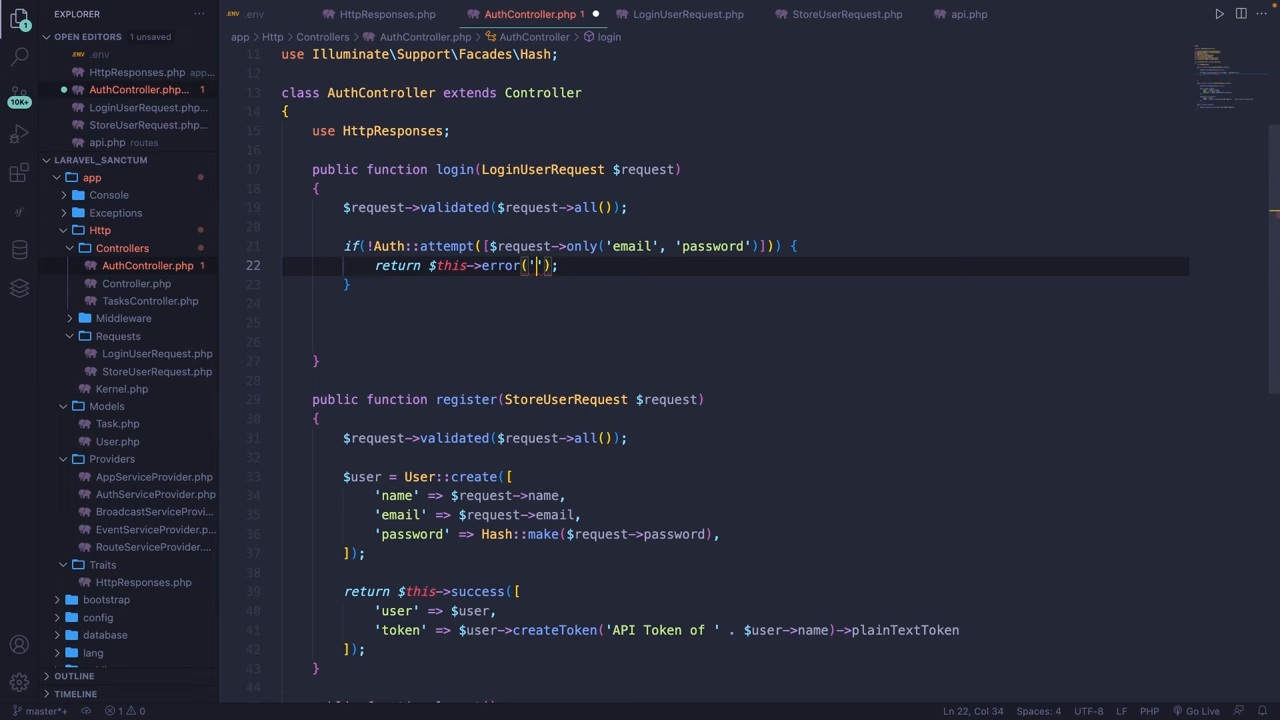 EXPLORER
.env
HttpResponses.php
AuthController.php 1
LoginUserRequest.php
StoreUserRequest.php
api.php
OPEN EDITORS 1 unsaved
app > Http > Controllers > AuthController.php > AuthController > login
.env
HttpResponses.php app...
AuthController.php... 1
LoginUserRequest.php...
StoreUserRequest.php...
api.php routes
LARAVEL_SANCTUM
app
Console
Exceptions
Http
Controllers
AuthController.php 1
Controller.php
TasksController.php
Middleware
Requests
LoginUserRequest.php
StoreUserRequest.php
Kernel.php
Models
Task.php
User.php
Providers
AppServiceProvider.php
AuthServiceProvider.php
BroadcastServiceProvi...
EventServiceProvider.p...
RouteServiceProvider....
Traits
HttpResponses.php
bootstrap
config
database
lang
OUTLINE
TIMELINE
10K+
1
11 use Illuminate\Support\Facades\Hash;
12
13 class AuthController extends Controller
14 {
15 use HttpResponses;
16
17 public function login(LoginUserRequest $request)
18 {
19 $request->validated($request->all());
20
21 if(!Auth::attempt([$request->only('email', 'password')])) {
22 return $this->error('');
23 }
24
25
26
27 }
28
29 public function register(StoreUserRequest $request)
30 {
31 $request->validated($request->all());
32
33 $user = User::create([
34 'name' => $request->name,
35 'email' => $request->email,
36 'password' => Hash::make($request->password),
37 ]);
38
39 return $this->success([
40 'user' => $user,
41 'token' => $user->createToken('API Token of ' . $user->name)->plainTextToken
42 ]);
43 }
44
master*+ 1 0
Ln 22, Col 34 Spaces: 4 UTF-8 LF PHP Go Live